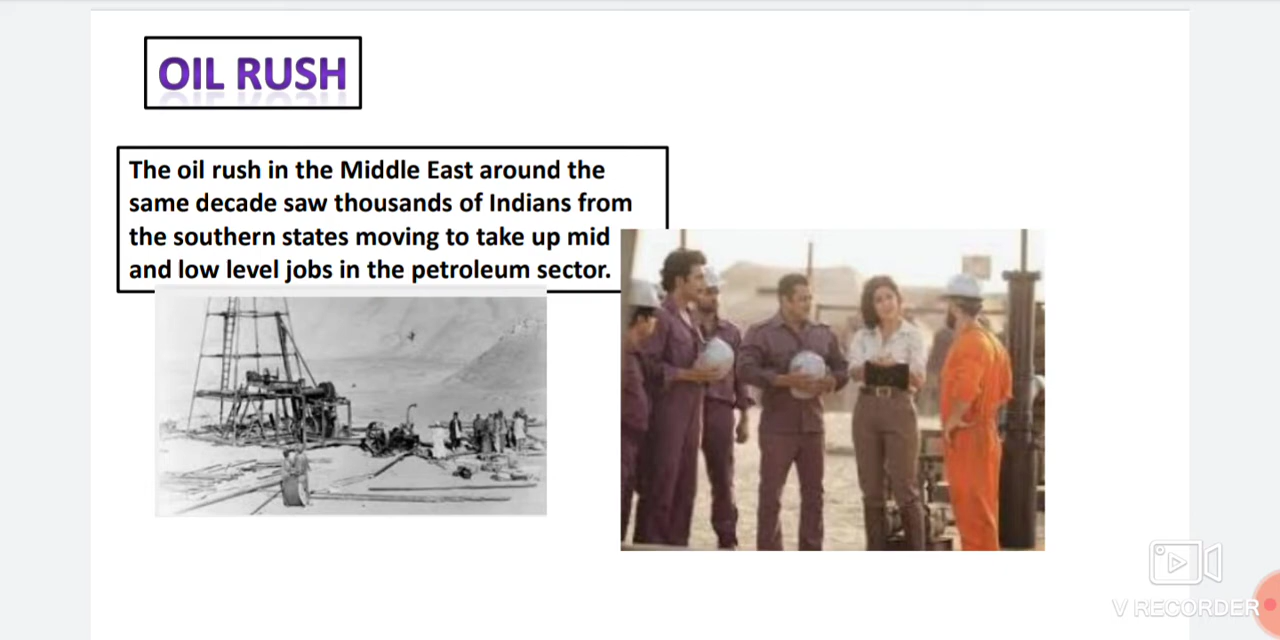 OIL RUSH
The oil rush in the Middle East around the
same decade saw thousands of Indians from
the southern states moving to take up mid
and low level jobs in the petroleum sector.
V RECORDER